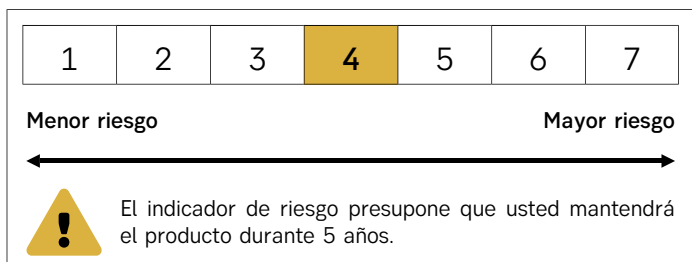 1 2 3 4 5 6 7
Menor riesgo Mayor riesgo
El indicador de riesgo presupone que usted mantendrá
el producto durante 5 años.